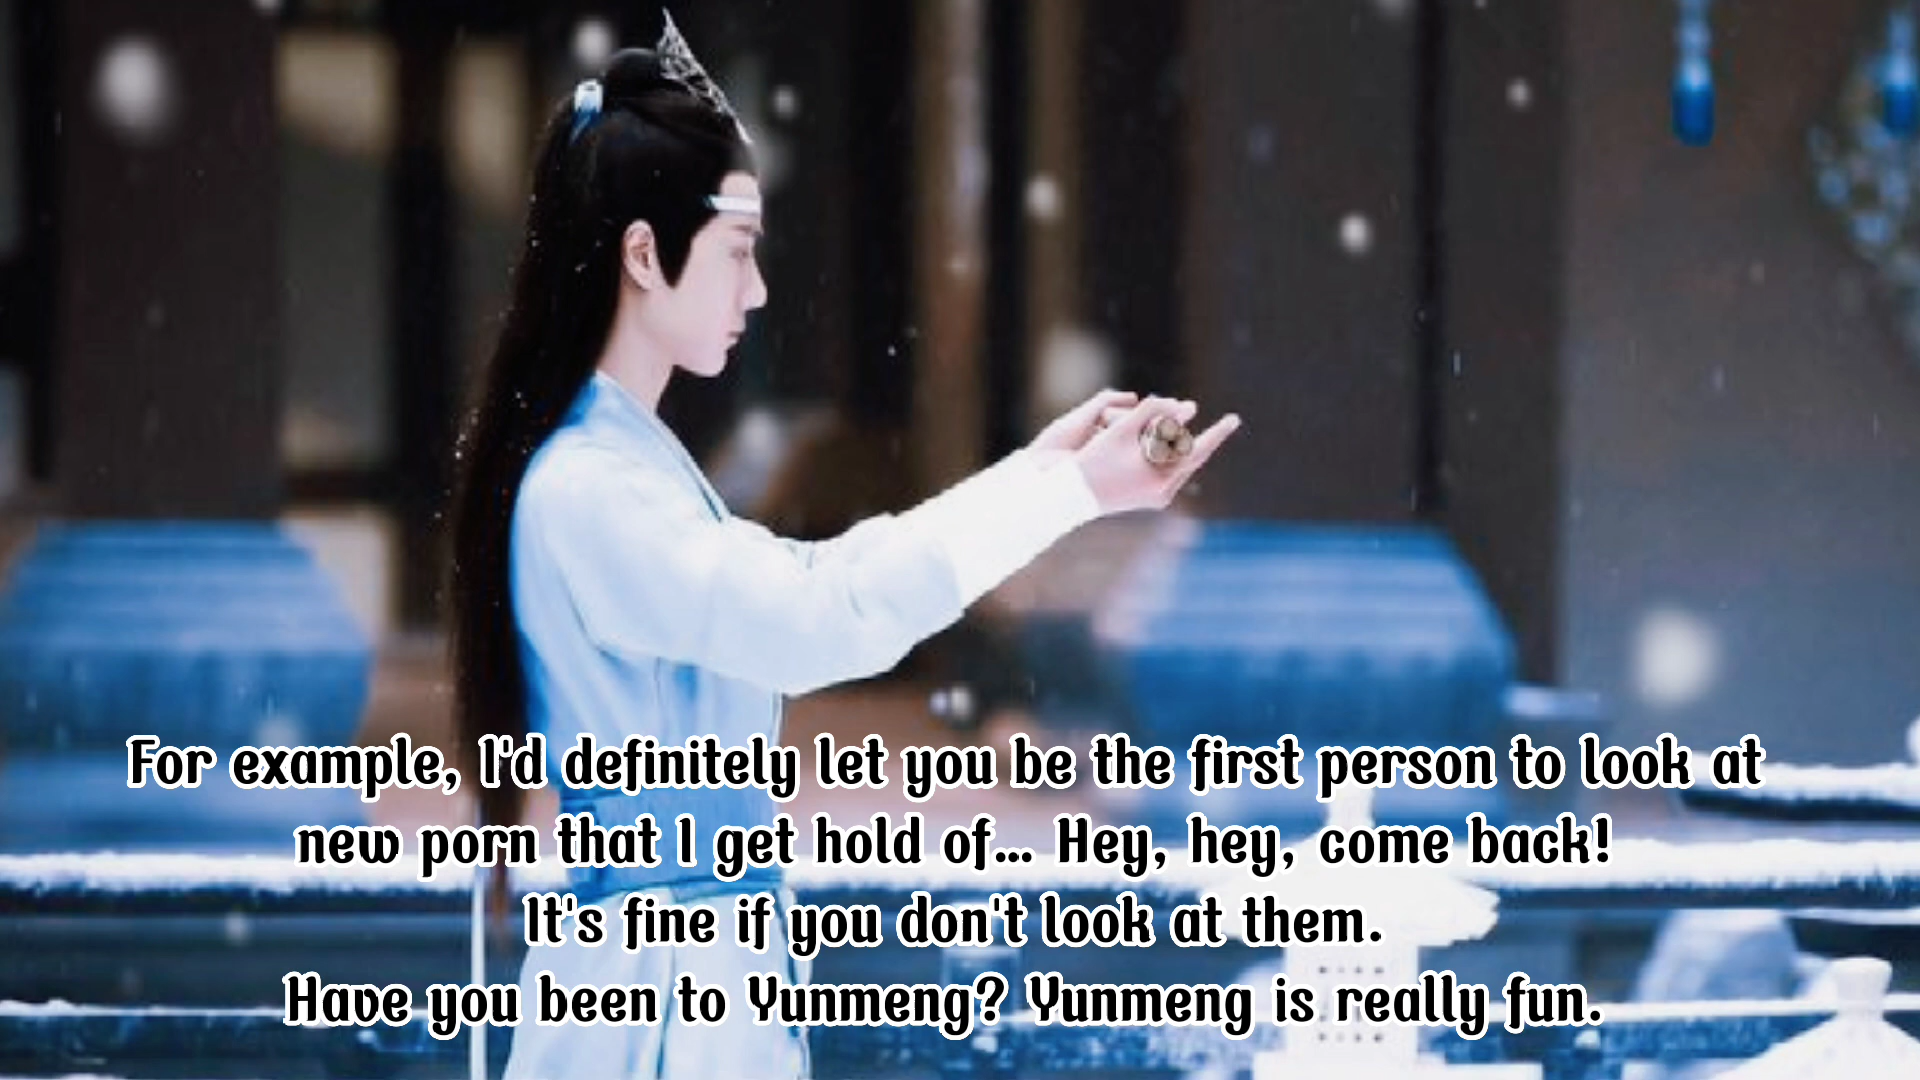 For example, I'd definitely let you be the first person to look at
new porn that I get hold of... Hey, hey, come back!
It's fine if you don't look at them.
Have you been to Yunmeng? Yunmeng is really fun.